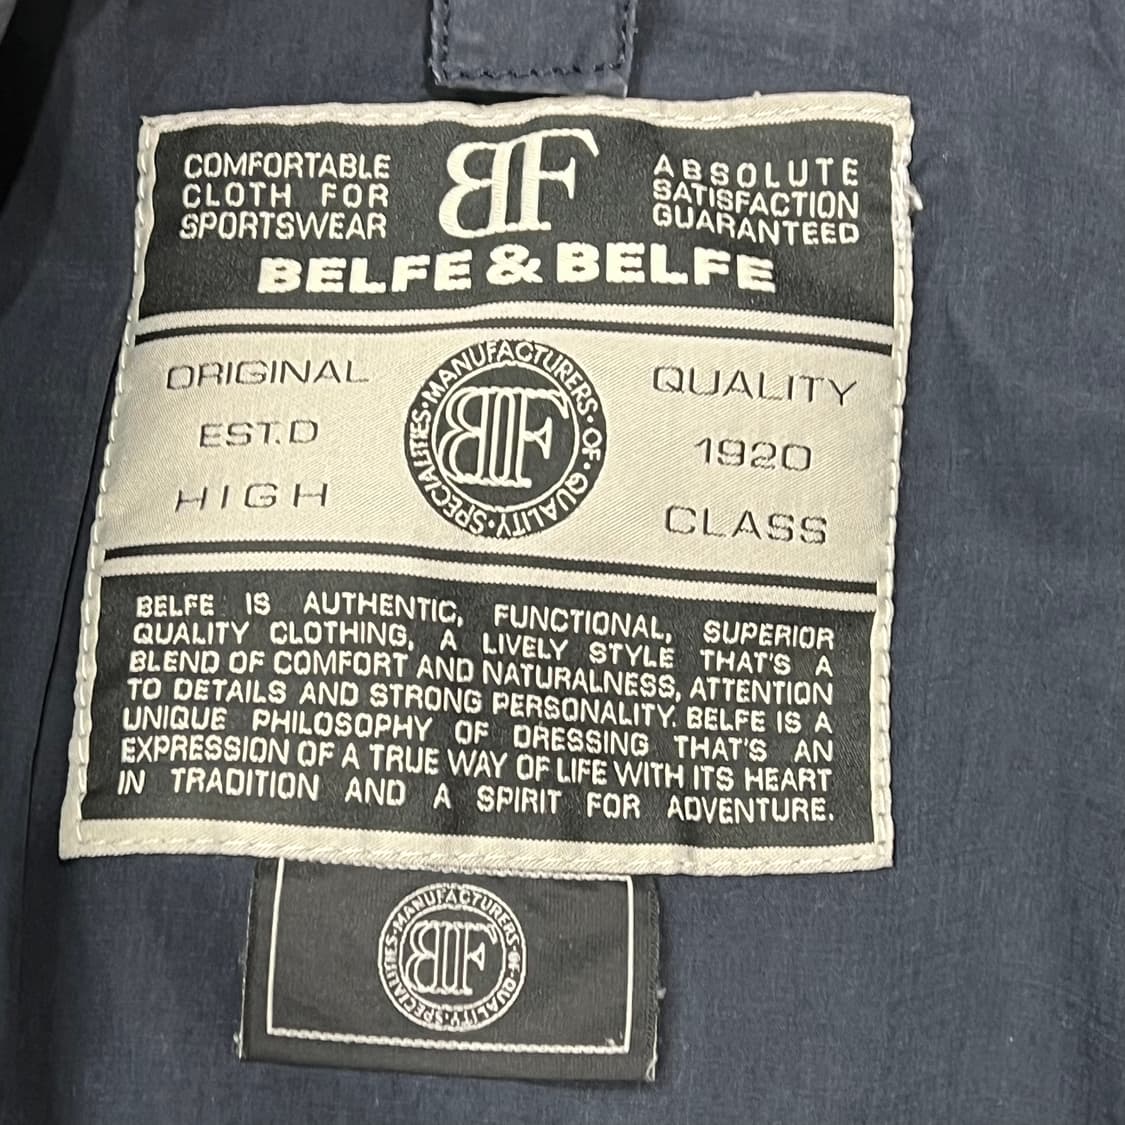 COMFORTABLE
CLOTH FOR
SPORTSWEAR
BF
ABSOLUTE
SATISFACTION
GUARANTEED
BELFE & BELFE
ORIGINAL
EST.D
HIGH
MANUFACTURERS·OF·QUALITY·SPECIALITIES·
BF
QUALITY
1920
CLASS
BELFE IS AUTHENTIC, FUNCTIONAL, SUPERIOR
QUALITY CLOTHING, A LIVELY STYLE THAT'S A
BLEND OF COMFORT AND NATURALNESS, ATTENTION
TO DETAILS AND STRONG PERSONALITY. BELFE IS A
UNIQUE PHILOSOPHY OF DRESSING THAT'S AN
EXPRESSION OF A TRUE WAY OF LIFE WITH ITS HEART
IN TRADITION AND A SPIRIT FOR ADVENTURE.
MANUFACTURERS·OF·QUALITY·SPECIALITIES·
BF